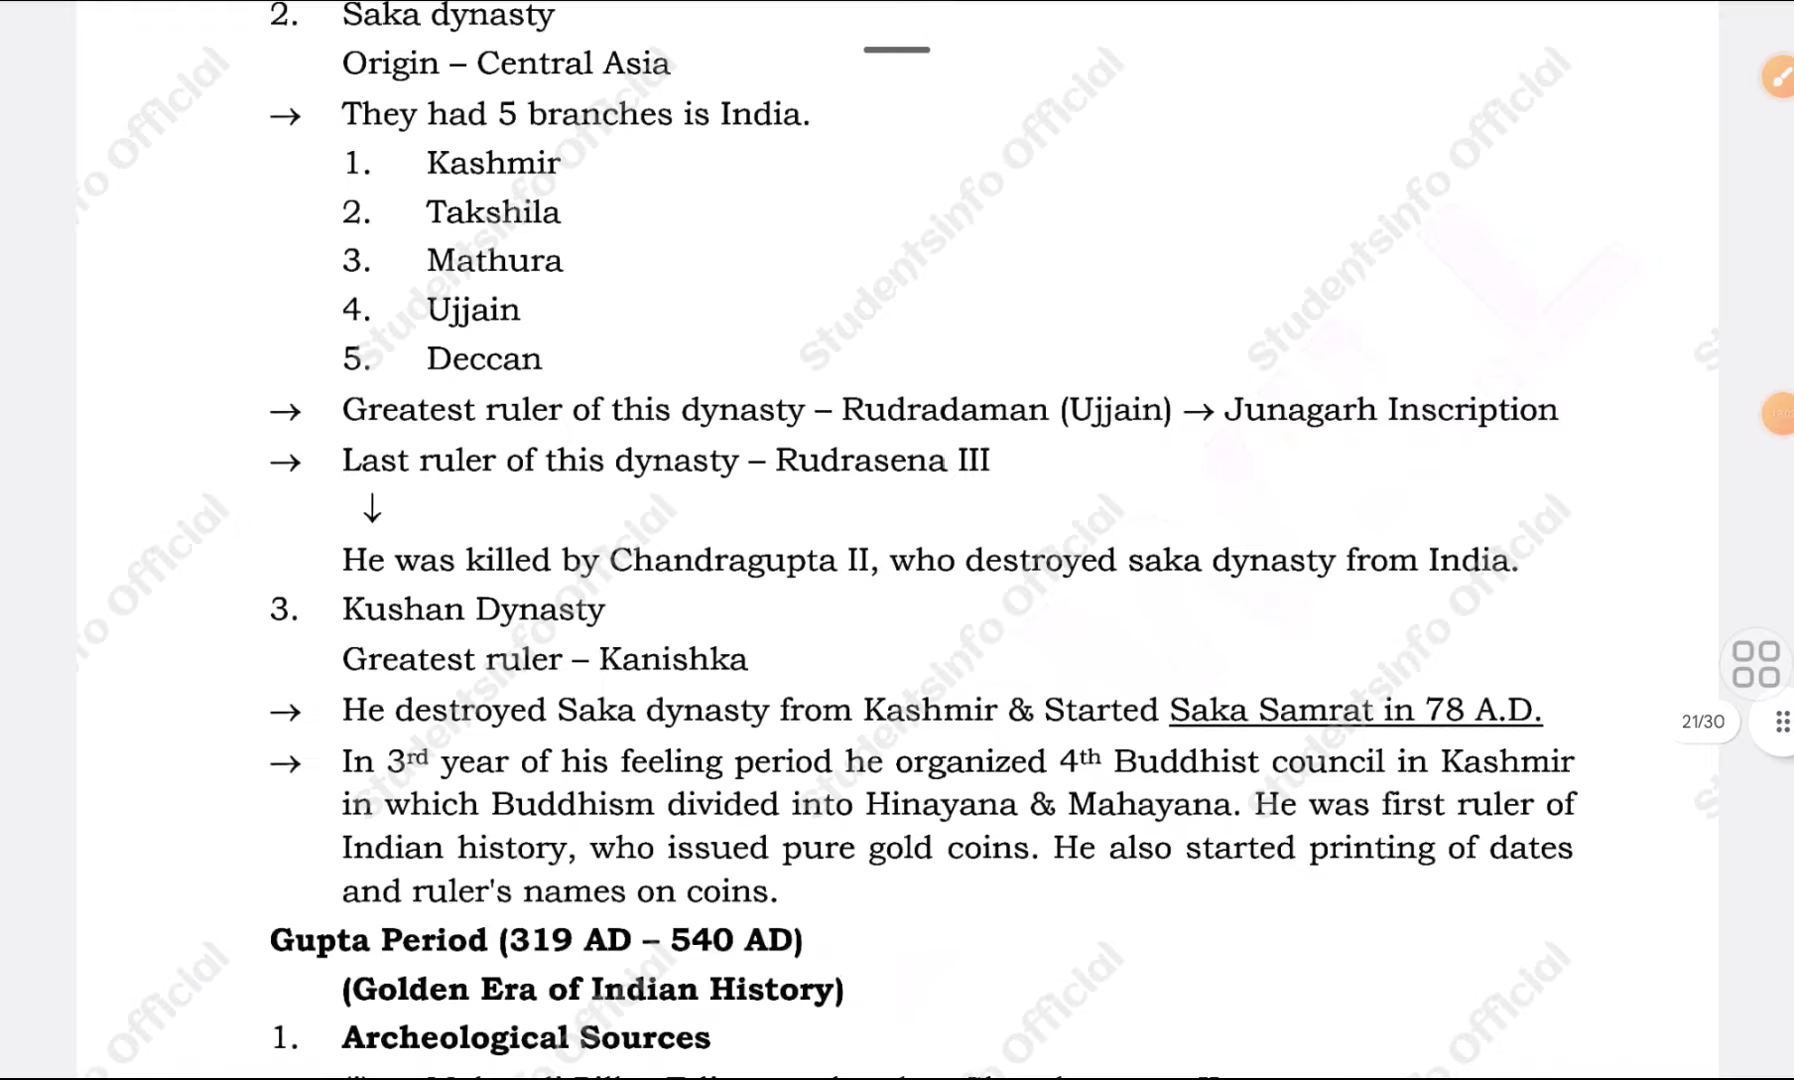 2. Saka dynasty
Origin – Central Asia
→ They had 5 branches is India.
1. Kashmir
2. Takshila
3. Mathura
4. Ujjain
5. Deccan
→ Greatest ruler of this dynasty – Rudradaman (Ujjain) → Junagarh Inscription
→ Last ruler of this dynasty – Rudrasena III
↓
He was killed by Chandragupta II, who destroyed saka dynasty from India.
3. Kushan Dynasty
Greatest ruler – Kanishka
→ He destroyed Saka dynasty from Kashmir & Started Saka Samrat in 78 A.D.
→ In 3rd year of his feeling period he organized 4th Buddhist council in Kashmir
in which Buddhism divided into Hinayana & Mahayana. He was first ruler of
Indian history, who issued pure gold coins. He also started printing of dates
and ruler's names on coins.
Gupta Period (319 AD – 540 AD)
(Golden Era of Indian History)
1. Archeological Sources
21/30
Studentsinfo Official